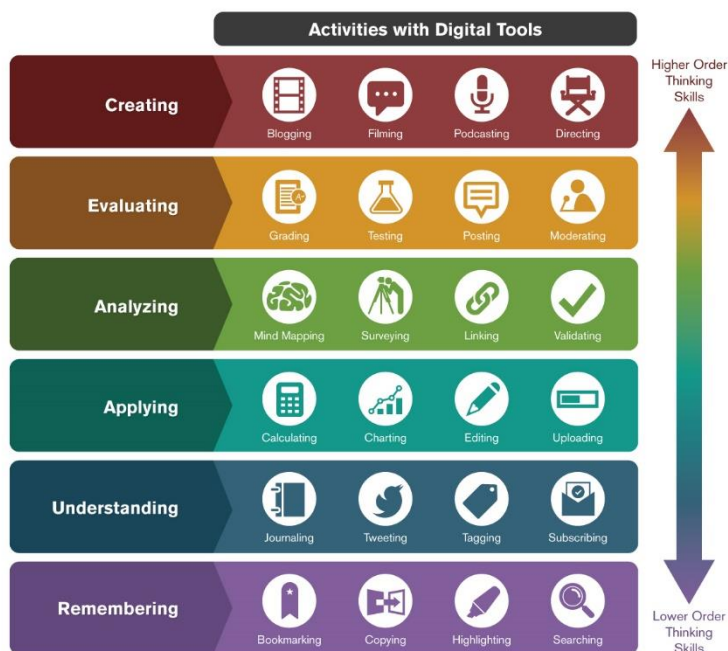 Activities with Digital Tools
Higher Order
Thinking
Skills
Creating
Blogging Filming Podcasting Directing
Evaluating
A+
Grading Testing Posting Moderating
Analyzing
Mind Mapping Surveying Linking Validating
Applying
Calculating Charting Editing Uploading
Understanding
Journaling Tweeting Tagging Subscribing
Remembering
Bookmarking Copying Highlighting Searching
Lower Order
Thinking
Skills